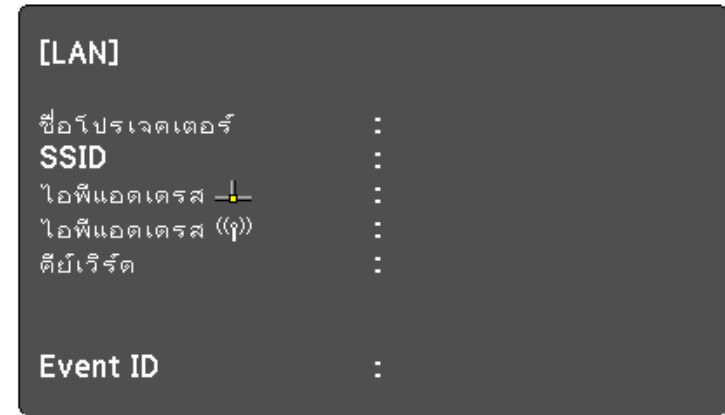 [LAN]
ชื่อโปรเจคเตอร์ :
SSID :
ไอพีแอดเดรส :
ไอพีแอดเดรส :
คีย์เวิร์ด :
Event ID :